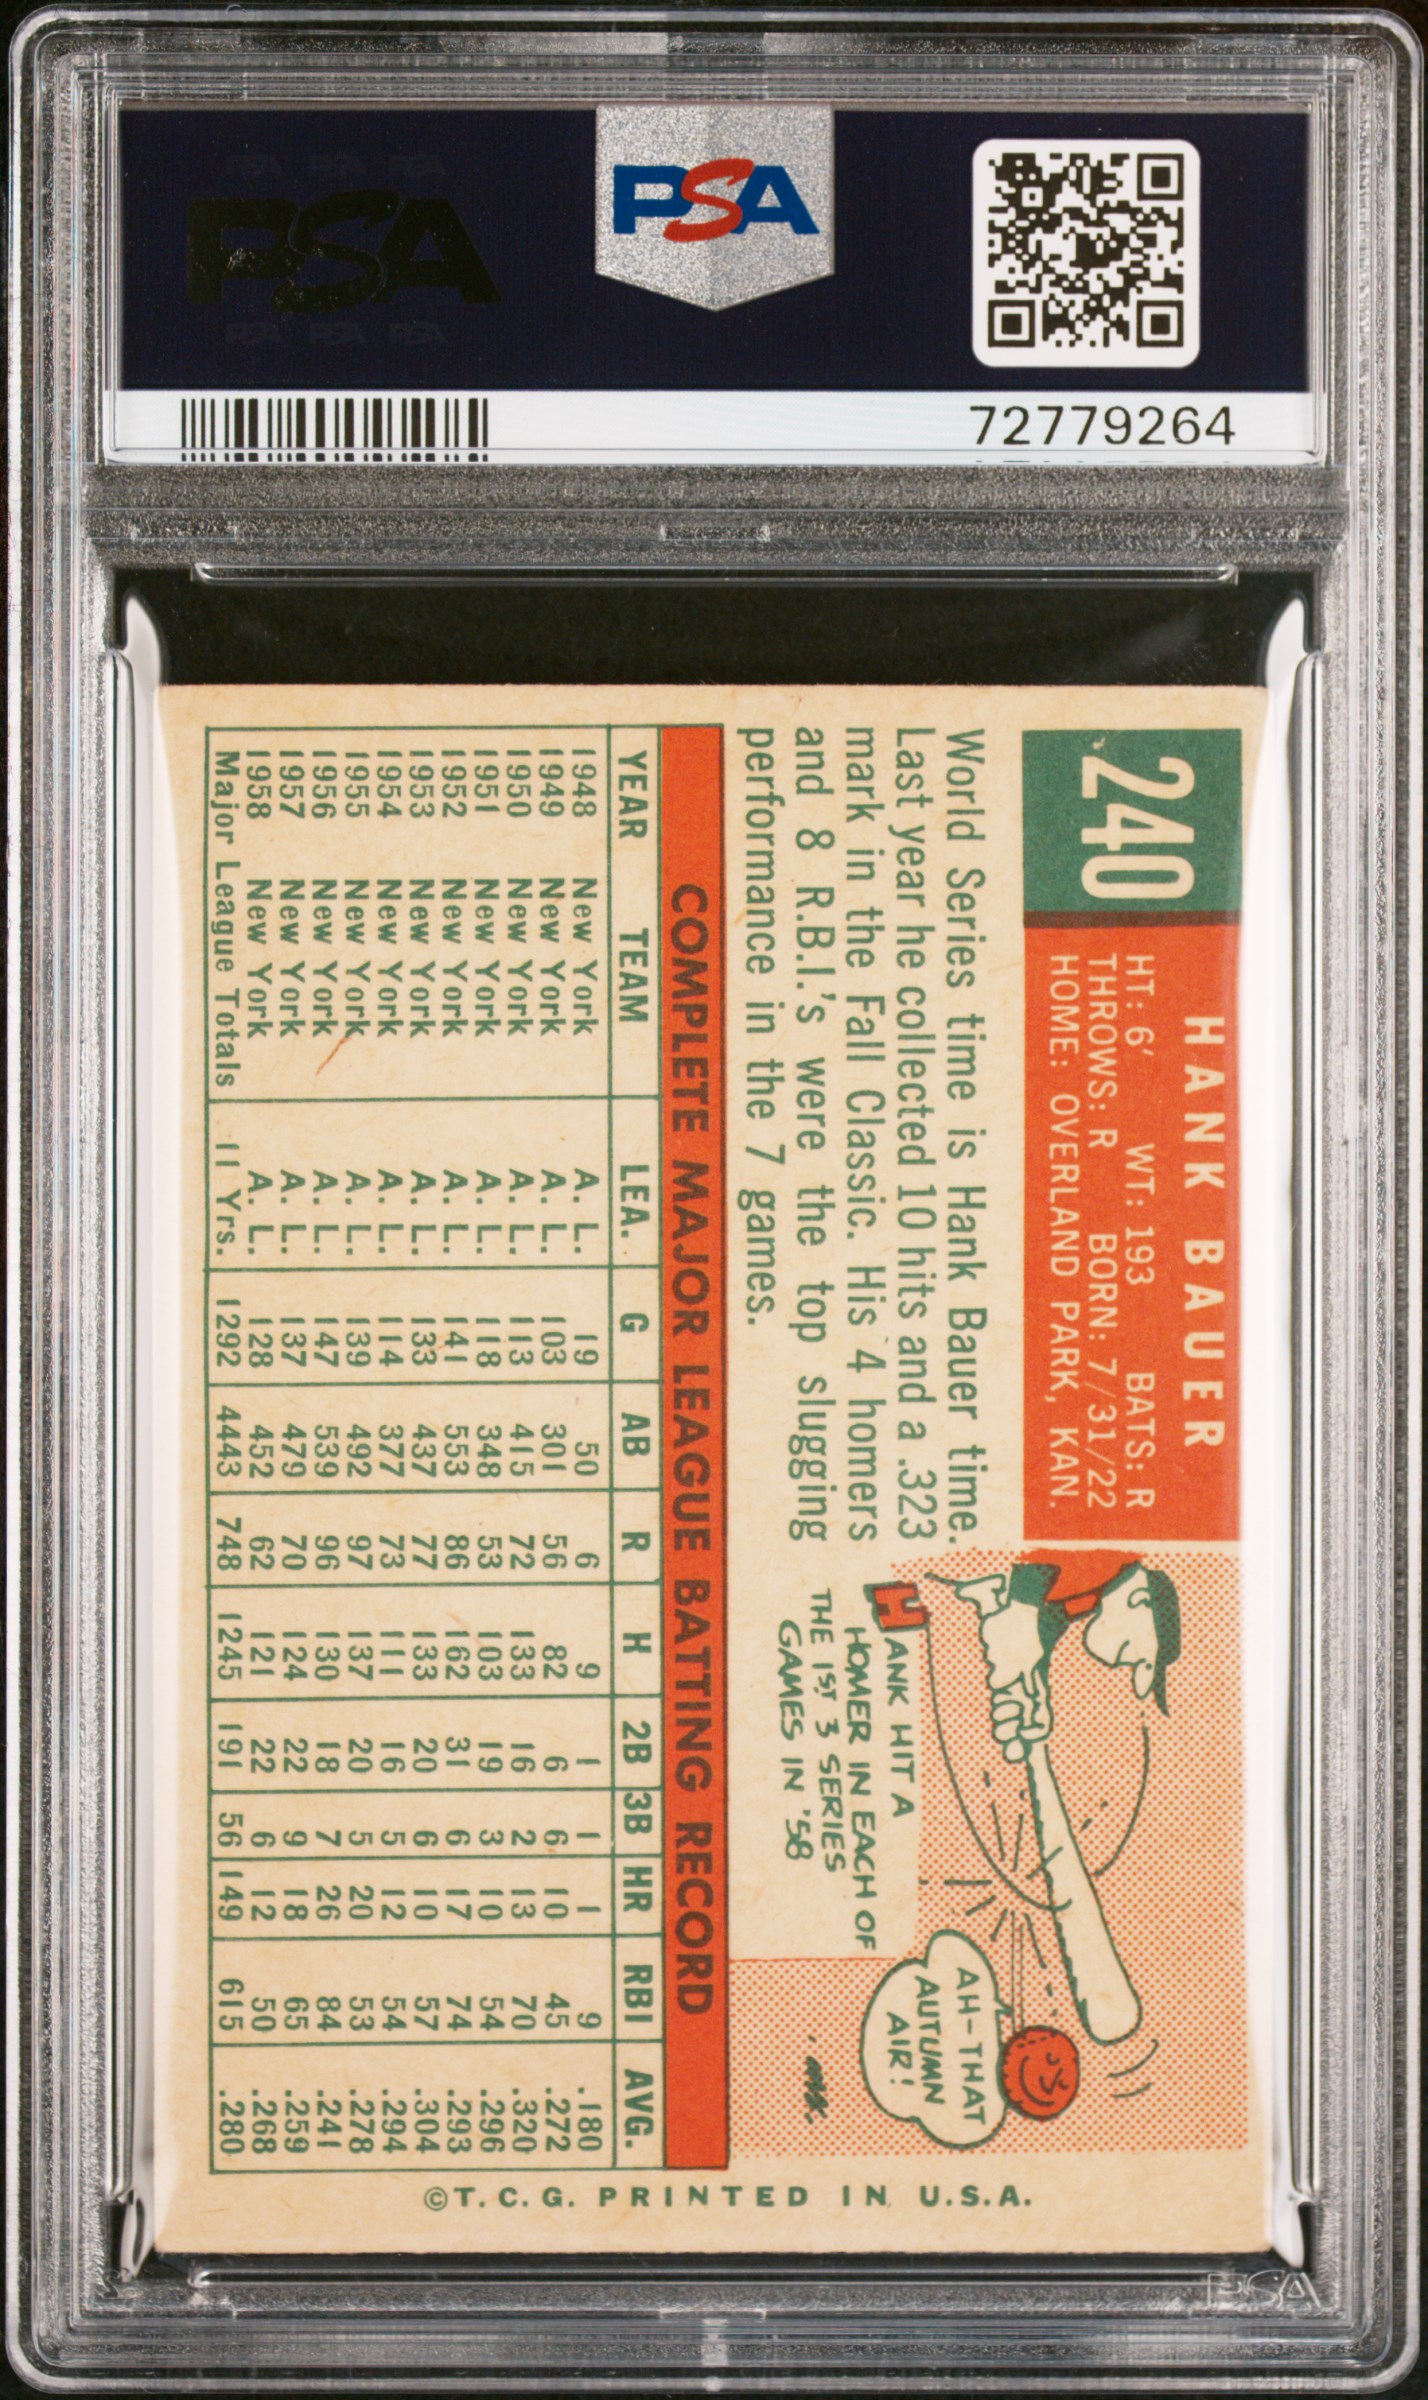 PSA PSA PSA
PSA
PSA PSA PSA
PSA
72779264
240
HANK BAUER
HT: 6' WT: 193 BATS: R
THROWS: R BORN: 7/31/22
HOME: OVERLAND PARK, KAN.
World Series time is Hank Bauer time.
Last year he collected 10 hits and a .323
mark in the Fall Classic. His 4 homers
and 8 R.B.I.'s were the top slugging
performance in the 7 games.
HANK HIT A
HOMER IN EACH OF
THE 1ST 3 SERIES
GAMES IN '58
AH-THAT
AUTUMN
AIR!
COMPLETE MAJOR LEAGUE BATTING RECORD
YEAR TEAM LEA. G AB R H 2B 3B HR RBI AVG.
1948 New York A. L. 19 50 6 9 1 1 1 9 .180
1949 New York A. L. 103 301 56 82 6 6 10 45 .272
1950 New York A. L. 113 415 72 133 16 2 13 70 .320
1951 New York A. L. 118 348 53 103 19 3 10 54 .296
1952 New York A. L. 141 553 86 162 31 6 17 74 .293
1953 New York A. L. 133 437 77 133 20 6 10 57 .304
1954 New York A. L. 114 377 73 111 16 5 12 54 .294
1955 New York A. L. 139 492 97 137 20 5 20 53 .278
1956 New York A. L. 147 539 96 130 18 7 26 84 .241
1957 New York A. L. 137 479 70 124 22 9 18 65 .259
1958 New York A. L. 128 452 62 121 22 6 12 50 .268
Major League Totals 11 Yrs. 1292 4443 748 1245 191 56 149 615 .280
©T.C.G. PRINTED IN U.S.A.
PSA